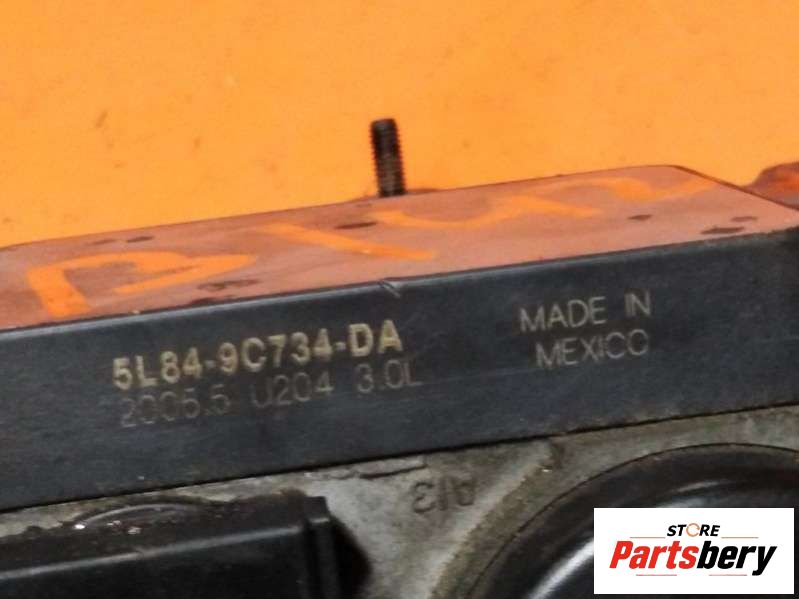 5L84-9C734-DA
2005.5 U204 3.0L
MADE IN
MEXICO
STORE
Partsbery